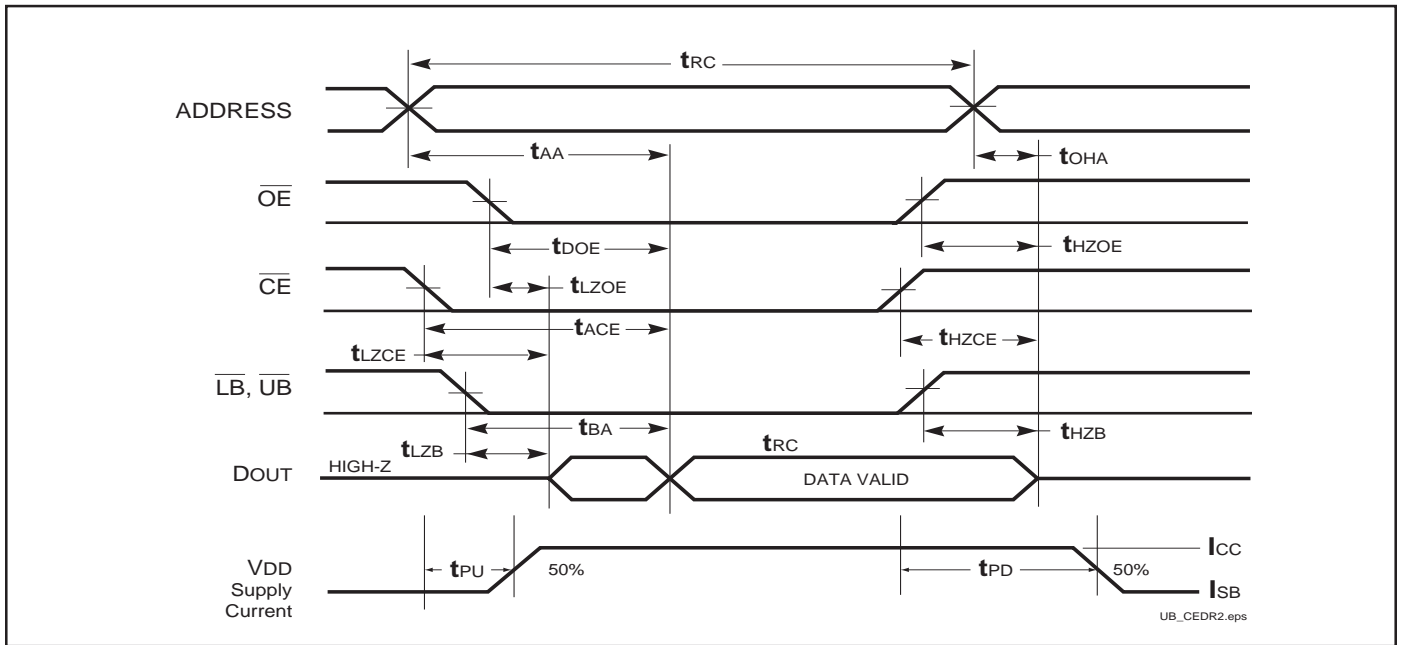 tRC
ADDRESS
tAA
tOHA
OE
tDOE
tHZOE
CE
tLZOE
tACE
tHZCE
tLZCE
LB, UB
tBA
tHZB
tLZB
tRC
DOUT
HIGH-Z
DATA VALID
ICC
tPU
50%
tPD
50%
VDD
Supply
Current
ISB
UB_CEDR2.eps